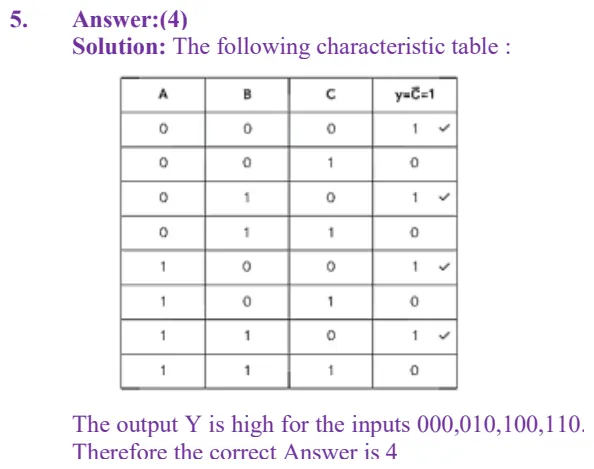 5. Answer:(4)
Solution: The following characteristic table :
A B C y=C̅=1
0 0 0 1 ✓
0 0 1 0
0 1 0 1 ✓
0 1 1 0
1 0 0 1 ✓
1 0 1 0
1 1 0 1 ✓
1 1 1 0
The output Y is high for the inputs 000,010,100,110.
Therefore the correct Answer is 4